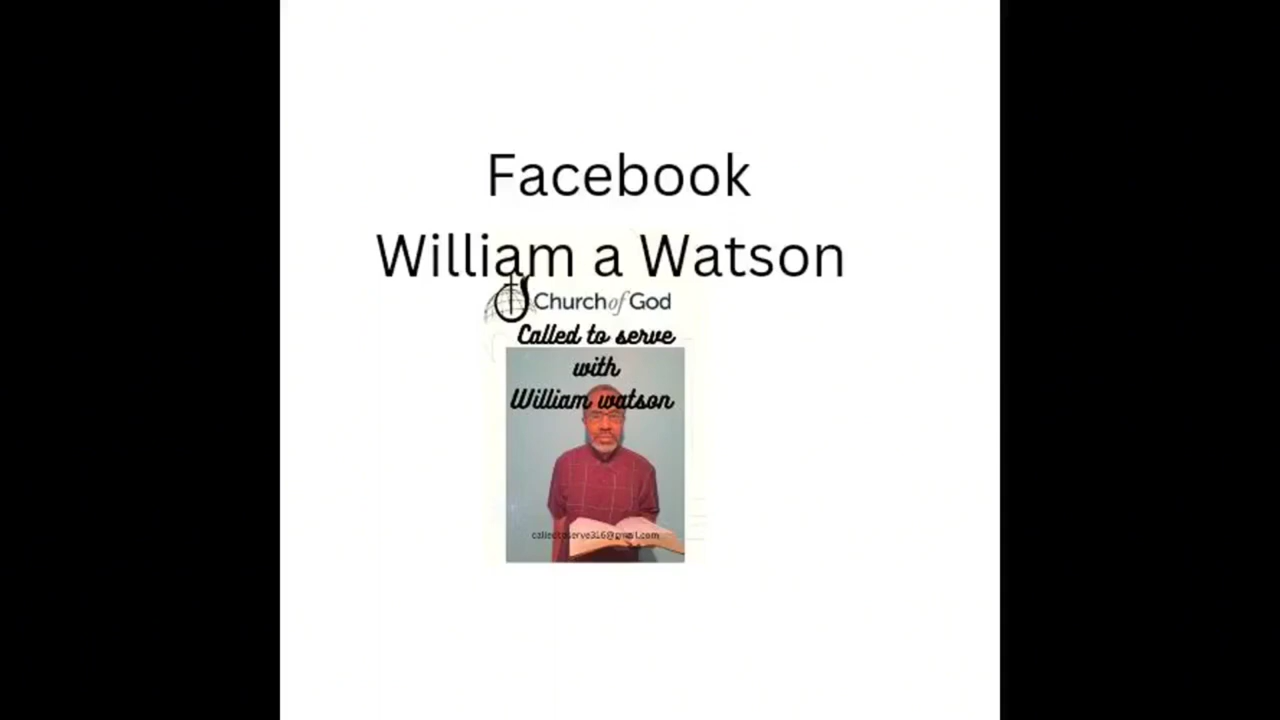 Facebook
William a Watson
Church of God
Called to serve
with
William watson